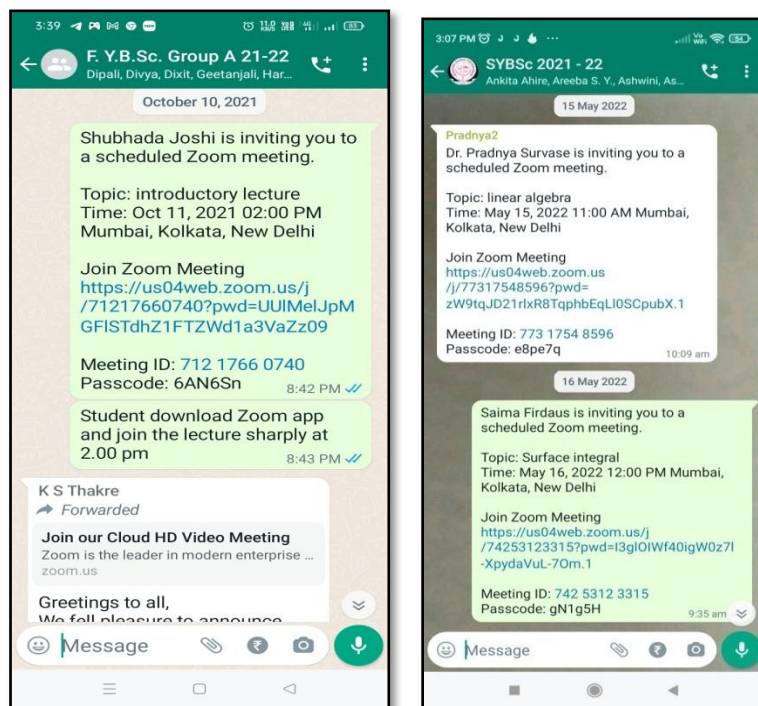 3:39
F. Y.B.Sc. Group A 21-22
Dipali, Divya, Dixit, Geetanjali, Har...
October 10, 2021
Shubhada Joshi is inviting you to
a scheduled Zoom meeting.
Topic: introductory lecture
Time: Oct 11, 2021 02:00 PM
Mumbai, Kolkata, New Delhi
Join Zoom Meeting
https://us04web.zoom.us/j
/71217660740?pwd=UUlMelJpM
GFlSTdhZ1FTZWd1a3VaZz09
Meeting ID: 712 1766 0740
Passcode: 6AN6Sn
8:42 PM
Student download Zoom app
and join the lecture sharply at
2.00 pm
8:43 PM
K S Thakre
Forwarded
Join our Cloud HD Video Meeting
Zoom is the leader in modern enterprise ...
zoom.us
Greetings to all,
We fell pleasure to announce
Message
3:07 PM
SYBSc 2021 - 22
Ankita Ahire, Areeba S. Y., Ashwini, As...
15 May 2022
Pradnya2
Dr. Pradnya Survase is inviting you to a
scheduled Zoom meeting.
Topic: linear algebra
Time: May 15, 2022 11:00 AM Mumbai,
Kolkata, New Delhi
Join Zoom Meeting
https://us04web.zoom.us
/j/77317548596?pwd=
zW9tqJD21rlxR8TqphbEqLl0SCpubX.1
Meeting ID: 773 1754 8596
Passcode: e8pe7q
10:09 am
16 May 2022
Saima Firdaus is inviting you to a
scheduled Zoom meeting.
Topic: Surface integral
Time: May 16, 2022 12:00 PM Mumbai,
Kolkata, New Delhi
Join Zoom Meeting
https://us04web.zoom.us/j
/74253123315?pwd=I3glOIWf40igW0z7l
-XpydaVuL-7Om.1
Meeting ID: 742 5312 3315
Passcode: gN1g5H
9:35 am
Message